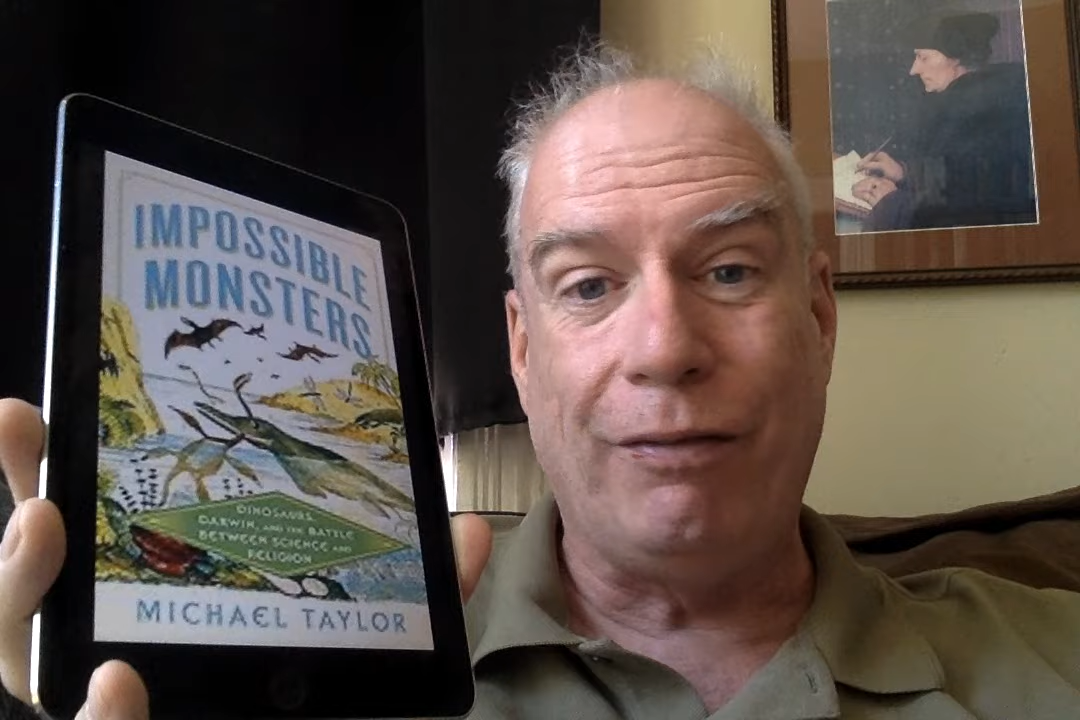 IMPOSSIBLE
MONSTERS
DINOSAURS,
DARWIN, AND THE BATTLE
BETWEEN SCIENCE AND
RELIGION
MICHAEL TAYLOR